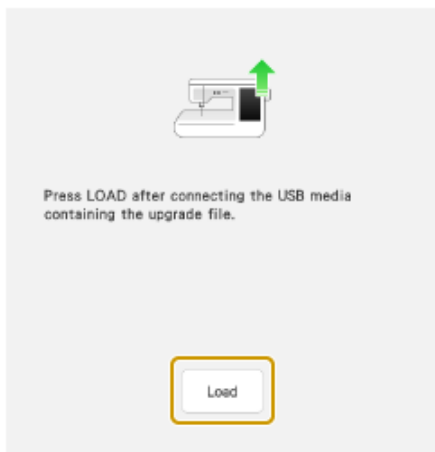 Press LOAD after connecting the USB media
containing the upgrade file.
Load